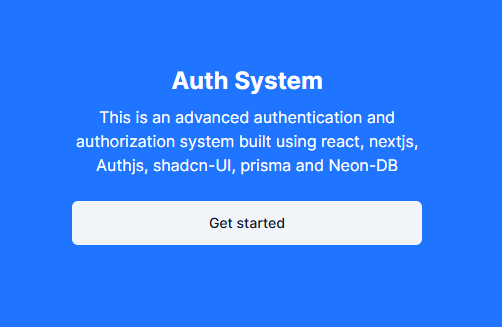 Auth System
This is an advanced authentication and
authorization system built using react, nextjs,
Authjs, shadcn-UI, prisma and Neon-DB
Get started